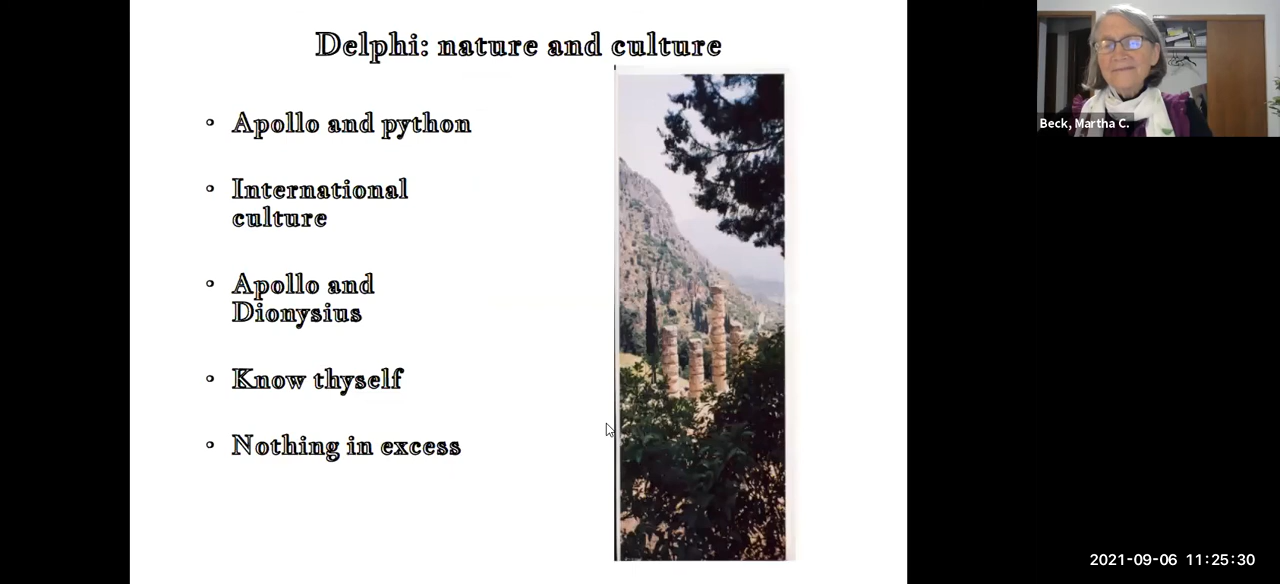 Delphi: nature and culture
• Apollo and python
• International
culture
• Apollo and
Dionysius
• Know thyself
• Nothing in excess
Beck, Martha C.
2021-09-06 11:25:30